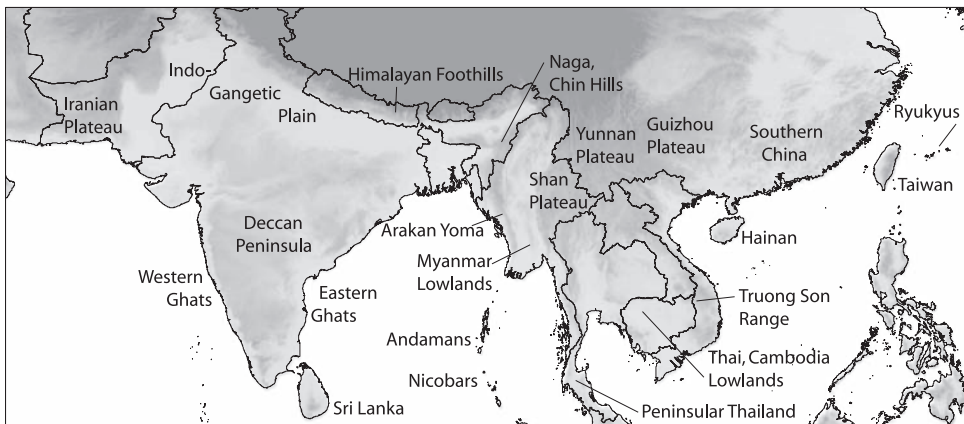 Indo-
Gangetic
Plain
Iranian
Plateau
Himalayan Foothills
Naga,
Chin Hills
Yunnan
Plateau
Guizhou
Plateau
Southern
China
Ryukyus
Taiwan
Shan
Plateau
Hainan
Deccan
Peninsula
Arakan Yoma
Myanmar
Lowlands
Western
Ghats
Eastern
Ghats
Truong Son
Range
Andamans
Thai, Cambodia
Lowlands
Nicobars
Sri Lanka
Peninsular Thailand